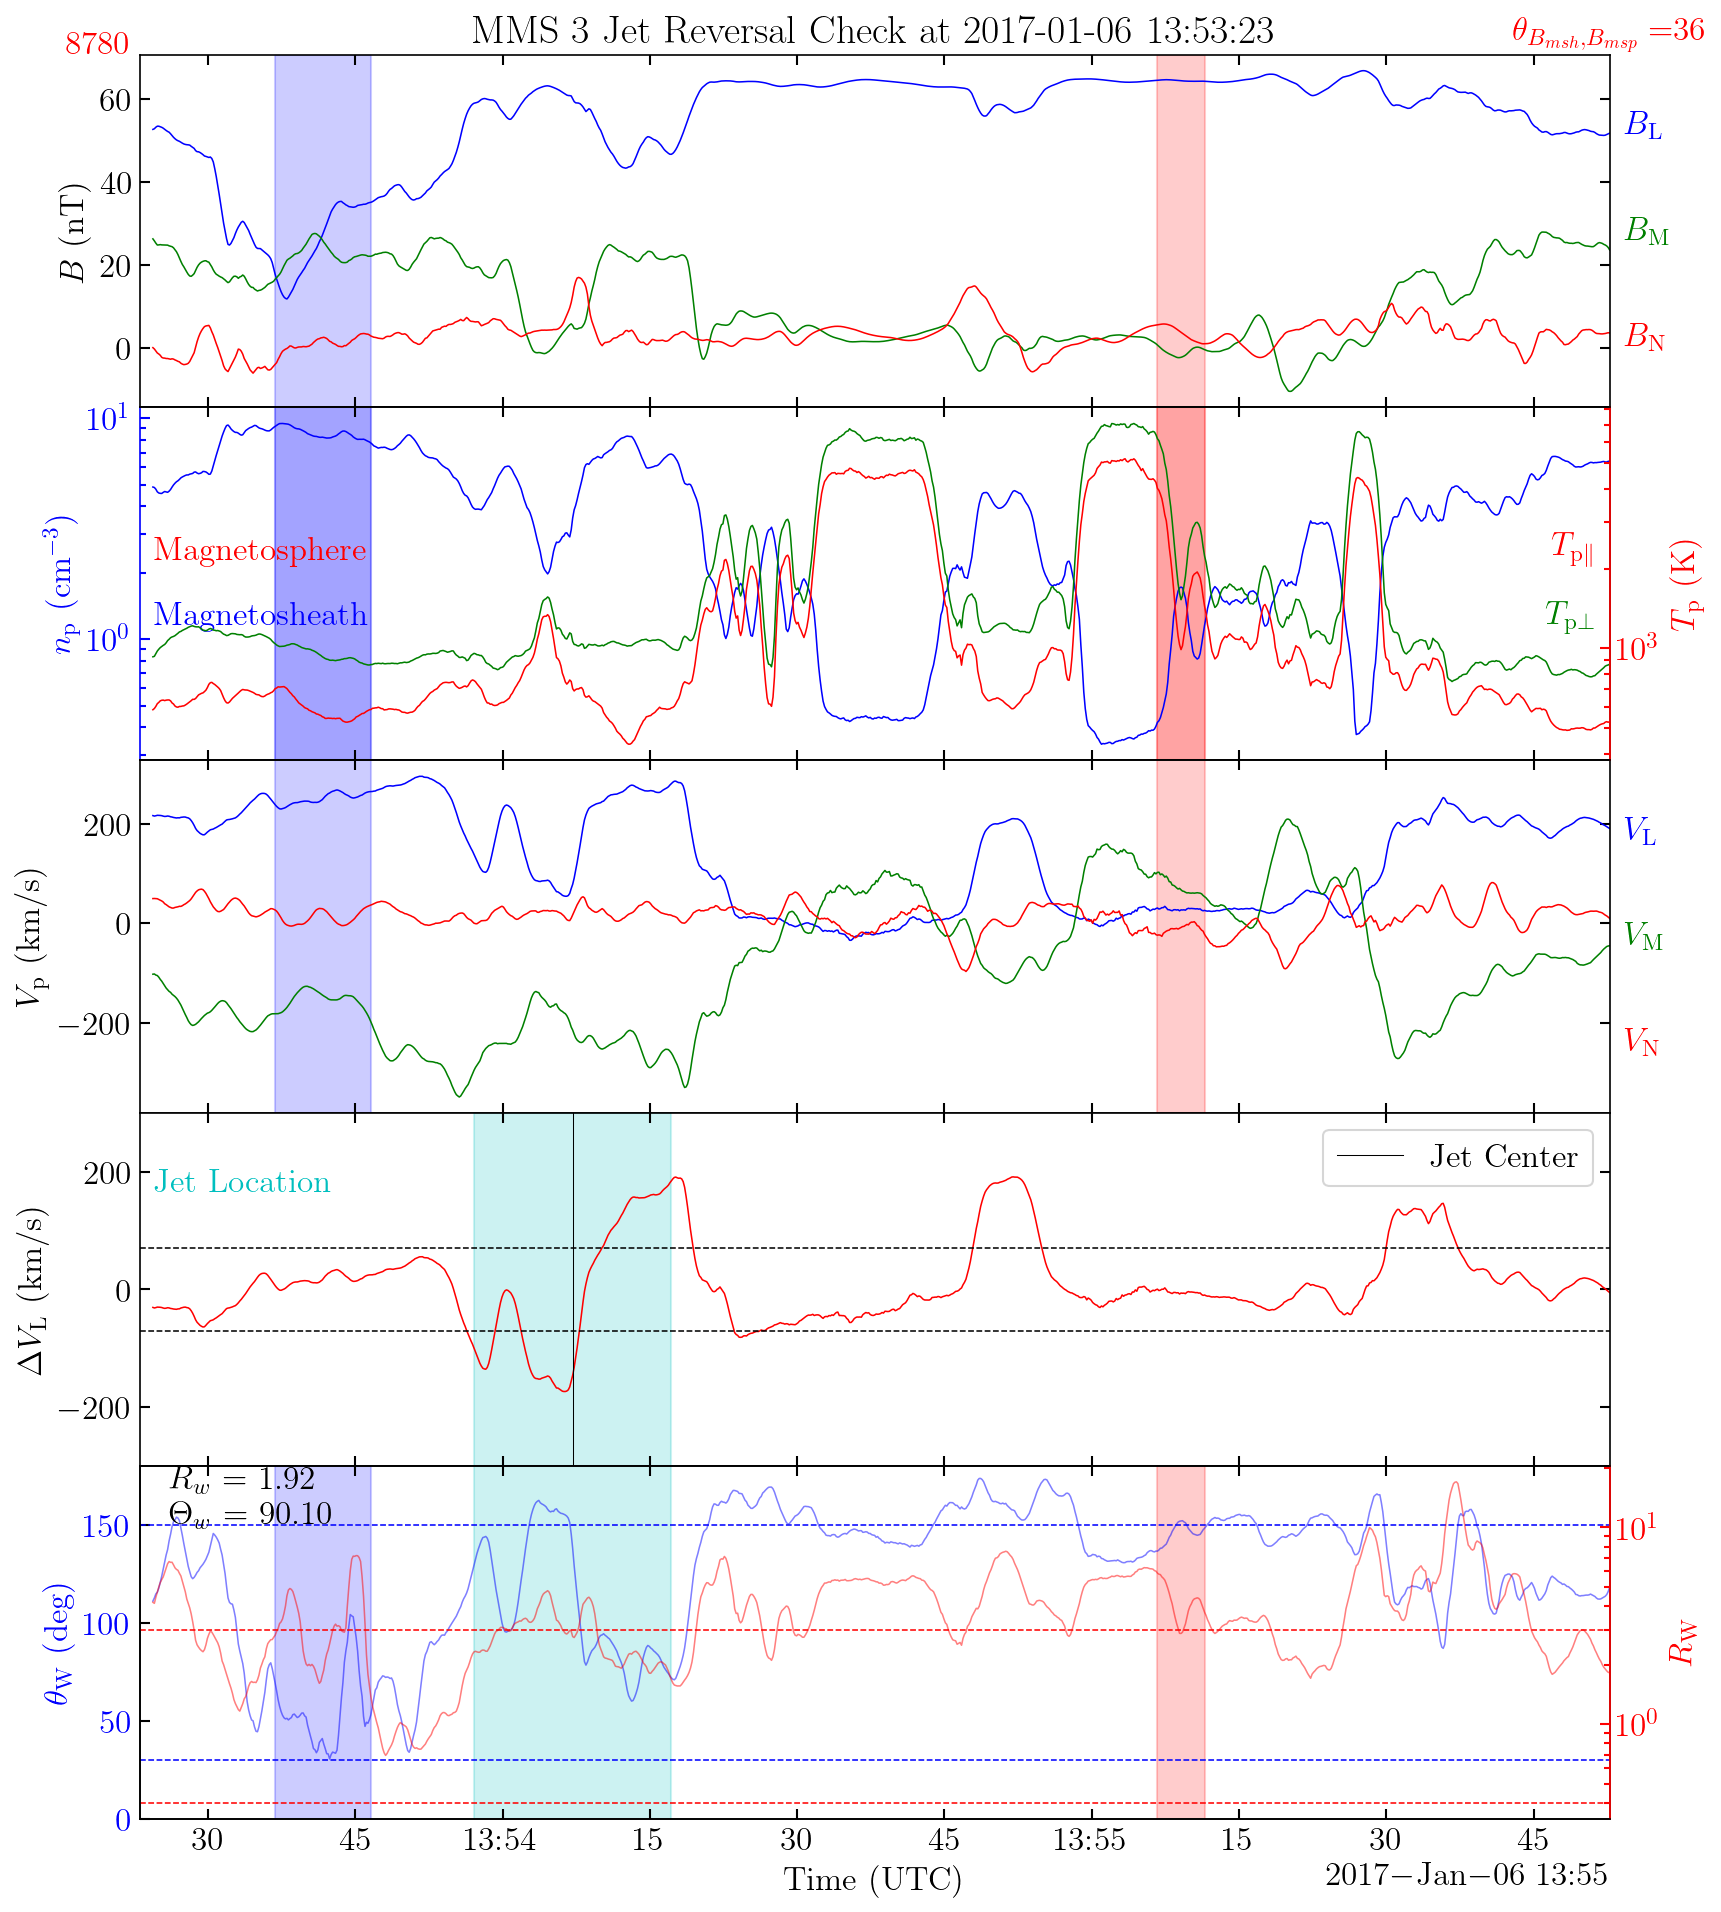 MMS 3 Jet Reversal Check at 2017-01-06 13:53:23
8780
θ_{B_{msh},B_{msp}} =36
B (nT)
60
40
20
0
B_L
B_M
B_N
n_p (cm^{−3})
10^1
10^0
Magnetosphere
Magnetosheath
T_{p∥}
T_{p⊥}
10^3
T_p (K)
V_p (km/s)
200
0
−200
V_L
V_M
V_N
ΔV_L (km/s)
200
0
−200
Jet Location
Jet Center
R_w = 1.92
Θ_w = 90.10
θ_W (deg)
150
100
50
0
10^1
10^0
R_W
30 45 13:54 15 30 45 13:55 15 30 45
Time (UTC)
2017−Jan−06 13:55